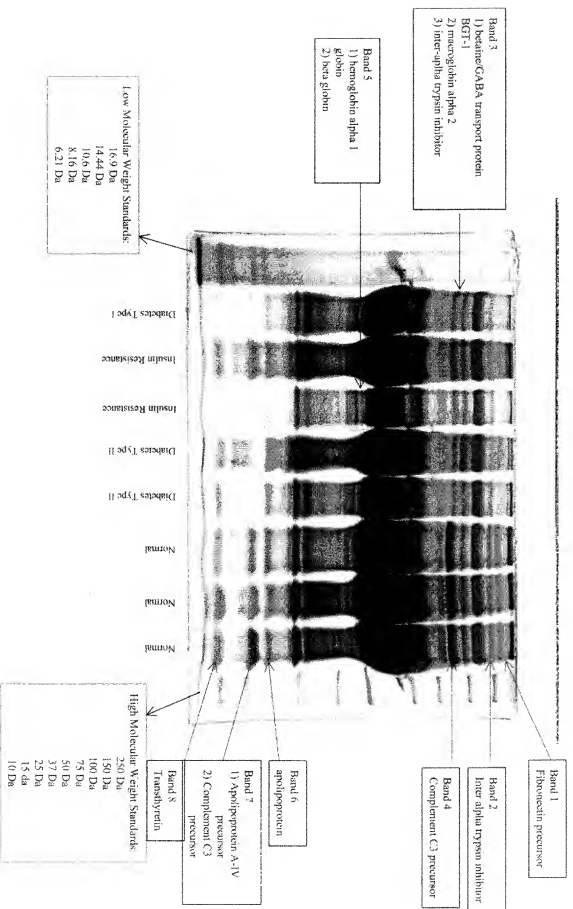 Band 3
1) betaine/GABA transport protein
BGT-1
2) macroglobin alpha 2
3) inter-aplha trypsin inhibitor
Band 5
1) hemoglobin alpha 1
globin
2) beta globin
Low Molecular Weight Standards:
16.9 Da
14.44 Da
10.6 Da
8.16 Da
6.21 Da
Diabetes Type I
Insulin Resistance
Insulin Resistance
Diabetes Type II
Diabetes Type II
Normal
Normal
Normal
Band 1
Fibronectin precursor
Band 2
Inter alpha trypsin inhibitor
Band 4
Complement C3 precursor
Band 6
apolipoprotein
Band 7
1) Apolipoprotein A-IV
precursor
2) Complement C3
precursor
Band 8
Transthyretin
High Molecular Weight Standards:
250 Da
150 Da
100 Da
75 Da
50 Da
37 Da
25 Da
15 da
10 Da